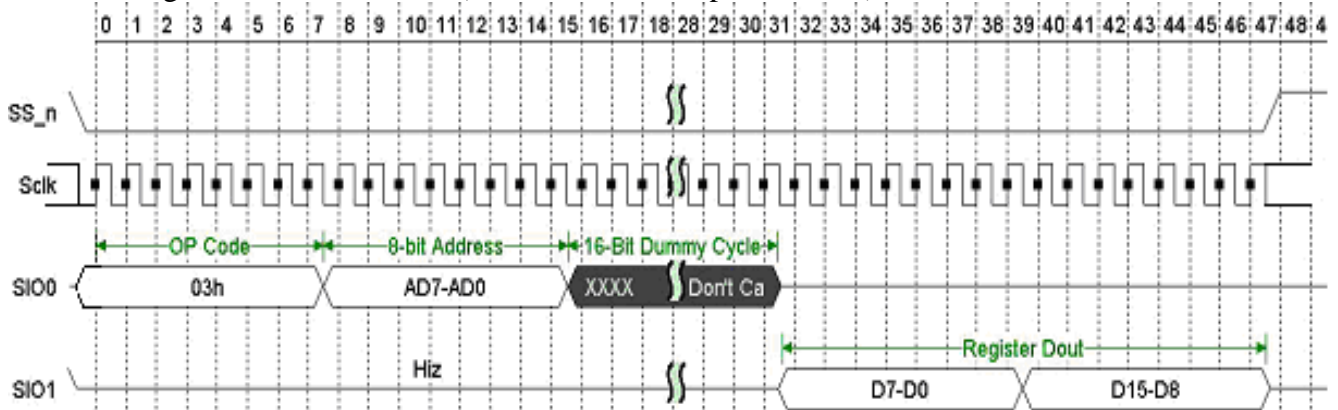 0 1 2 3 4 5 6 7 8 9 10 11 12 13 14 15 16 17 18 28 29 30 31 32 33 34 35 36 37 38 39 40 41 42 43 44 45 46 47 48 4
SS_n
Sclk
OP Code 8-bit Address 16-Bit Dummy Cycle
SIO0 03h AD7-AD0 XXXX Don't Ca
Register Dout
SIO1 Hiz D7-D0 D15-D8